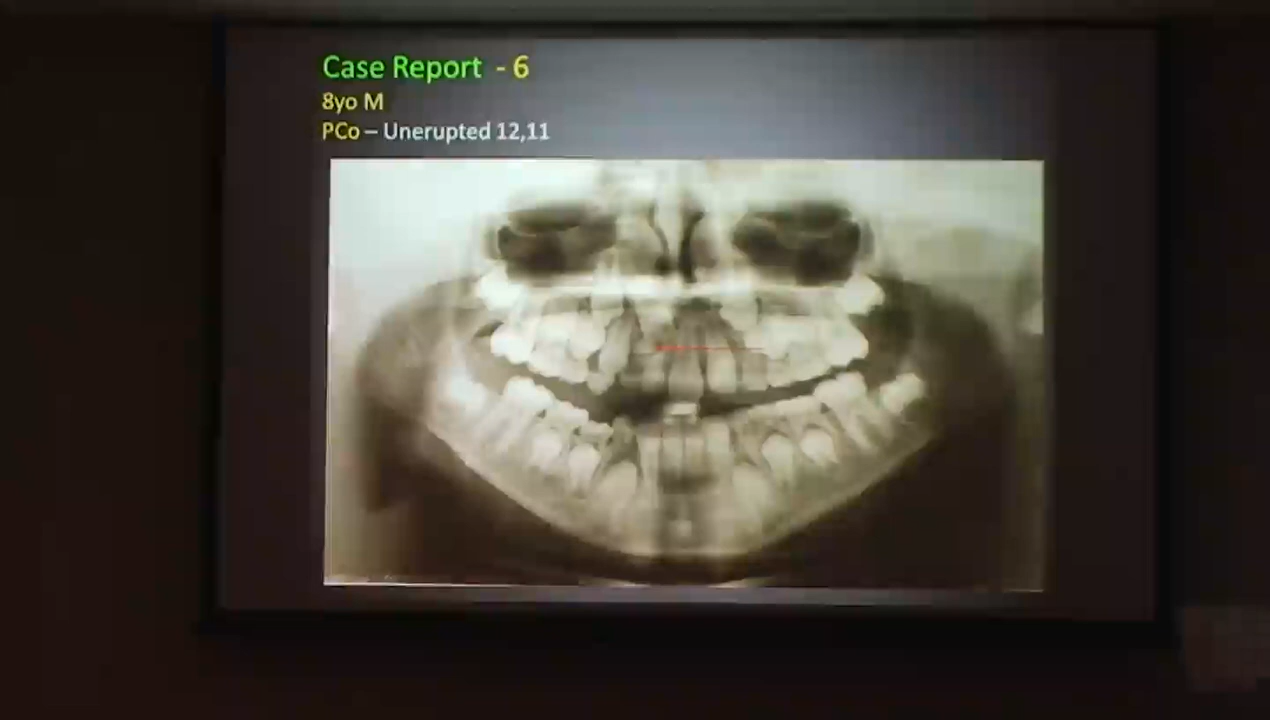 Case Report - 6
8yo M
PCo – Unerupted 12,11